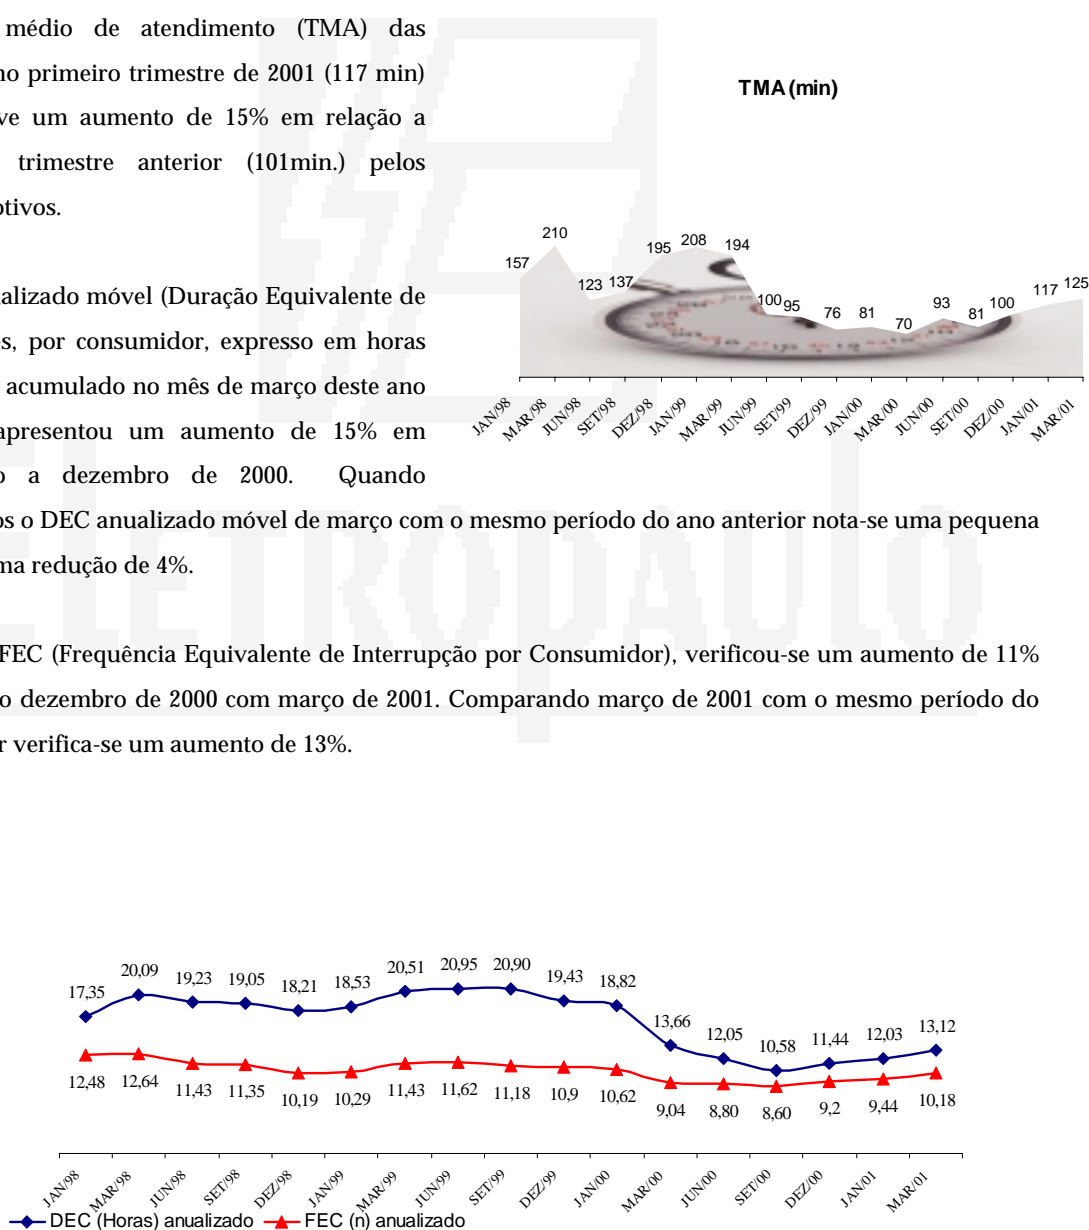 médio de atendimento (TMA) das
no primeiro trimestre de 2001 (117 min)
ve um aumento de 15% em relação a
trimestre anterior (101min.) pelos
otivos.
TMA (min)
157 210 123 137 195 208 194 100 95 76 81 70 93 81 100 117 125
JAN/98 MAR/98 JUN/98 SET/98 DEZ/98 JAN/99 MAR/99 JUN/99 SET/99 DEZ/99 JAN/00 MAR/00 JUN/00 SET/00 DEZ/00 JAN/01 MAR/01
alizado móvel (Duração Equivalente de
es, por consumidor, expresso em horas
acumulado no mês de março deste ano
apresentou um aumento de 15% em
o a dezembro de 2000. Quando
os o DEC anualizado móvel de março com o mesmo período do ano anterior nota-se uma pequena
ma redução de 4%.
FEC (Frequência Equivalente de Interrupção por Consumidor), verificou-se um aumento de 11%
o dezembro de 2000 com março de 2001. Comparando março de 2001 com o mesmo período do
r verifica-se um aumento de 13%.
Eletropaulo
17,35 20,09 19,23 19,05 18,21 18,53 20,51 20,95 20,90 19,43 18,82 13,66 12,05 10,58 11,44 12,03 13,12
12,48 12,64 11,43 11,35 10,19 10,29 11,43 11,62 11,18 10,9 10,62 9,04 8,80 8,60 9,2 9,44 10,18
JAN/98 MAR/98 JUN/98 SET/98 DEZ/98 JAN/99 MAR/99 JUN/99 SET/99 DEZ/99 JAN/00 MAR/00 JUN/00 SET/00 DEZ/00 JAN/01 MAR/01
DEC (Horas) anualizado FEC (n) anualizado